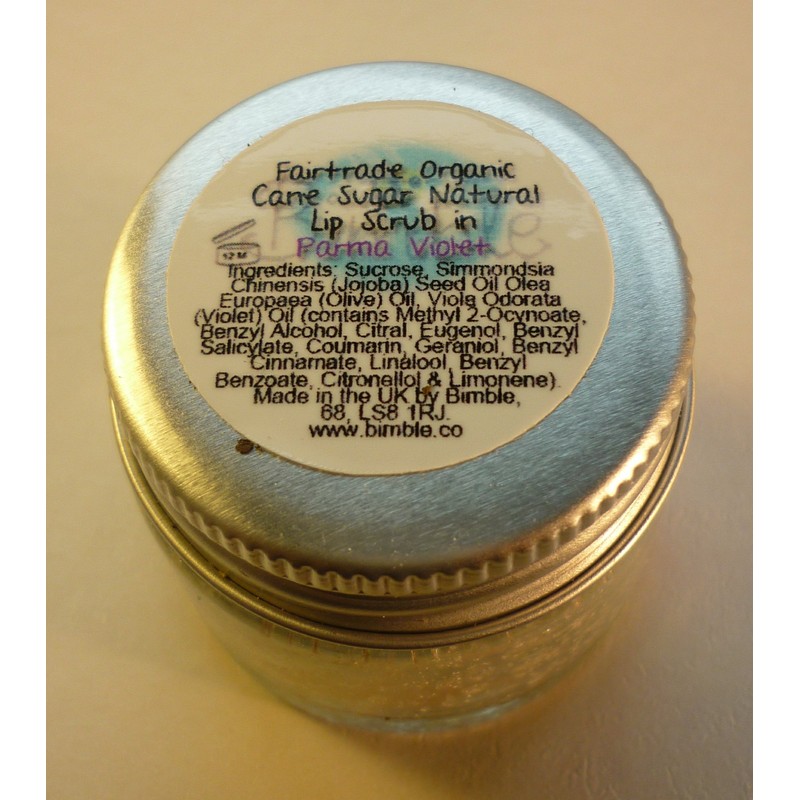 Fairtrade Organic
Cane Sugar Natural
Lip Scrub in
Parma Violet
12 M
Ingredients: Sucrose, Simmondsia
Chinensis (Jojoba) Seed Oil Olea
Europaea (Olive) Oil, Viola Odorata
(Violet) Oil (contains Methyl 2-Ocynoate,
Benzyl Alcohol, Citral, Eugenol, Benzyl
Salicylate, Coumarin, Geraniol, Benzyl
Cinnamate, Linalool, Benzyl
Benzoate, Citronellol & Limonene).
Made in the UK by Bimble,
68, LS8 1RJ.
www.bimble.co